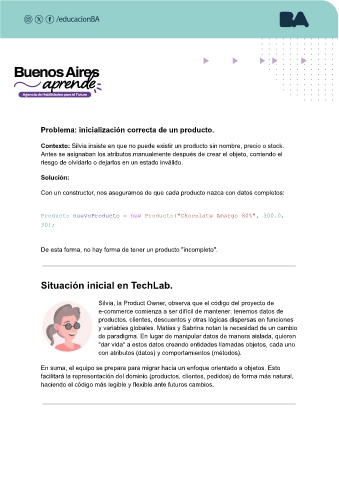 /educacionBA
BA
Buenos Aires
aprende
Agencia de Habilidades para el Futuro
Problema: inicialización correcta de un producto.
Contexto: Silvia insiste en que no puede existir un producto sin nombre, precio o stock.
Antes se asignaban los atributos manualmente después de crear el objeto, corriendo el
riesgo de olvidarlo o dejarlos en un estado inválido.
Solución:
Con un constructor, nos aseguramos de que cada producto nazca con datos completos:
Producto nuevoProducto = new Producto("Chocolate Amargo 80%", 300.0,
30);
De esta forma, no hay forma de tener un producto "incompleto".
Situación inicial en TechLab.
Silvia, la Product Owner, observa que el código del proyecto de
e-commerce comienza a ser difícil de mantener: tenemos datos de
productos, clientes, descuentos y otras lógicas dispersas en funciones
y variables globales. Matías y Sabrina notan la necesidad de un cambio
de paradigma. En lugar de manipular datos de manera aislada, quieren
"dar vida" a estos datos creando entidades llamadas objetos, cada uno
con atributos (datos) y comportamientos (métodos).
En suma, el equipo se prepara para migrar hacia un enfoque orientado a objetos. Esto
facilitará la representación del dominio (productos, clientes, pedidos) de forma más natural,
haciendo el código más legible y flexible ante futuros cambios.